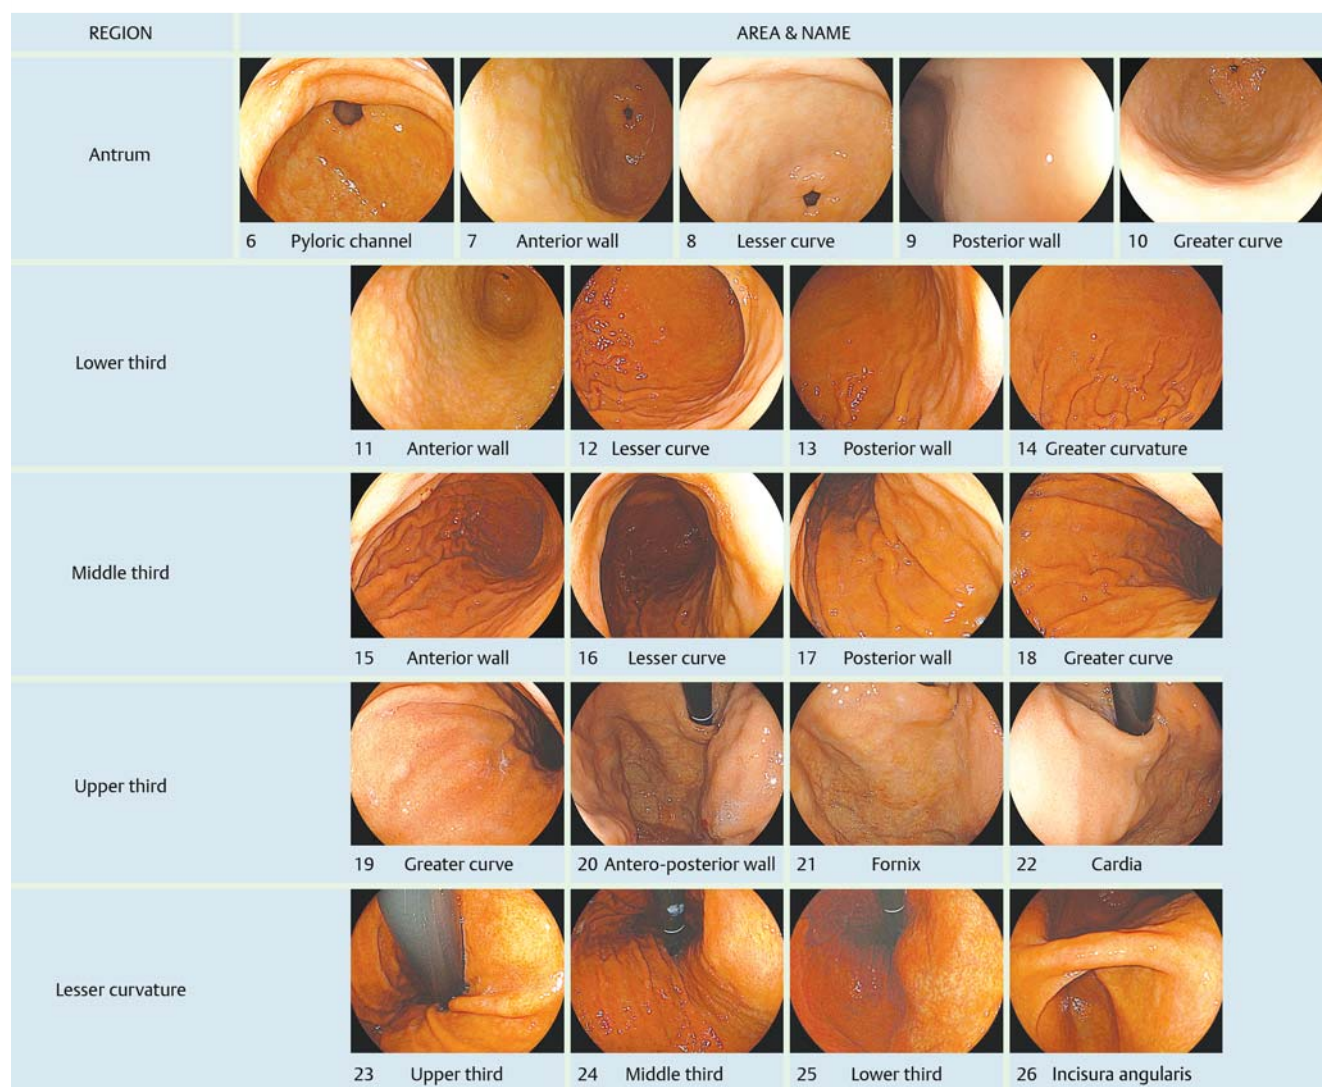 REGION AREA & NAME
Antrum
6 Pyloric channel 7 Anterior wall 8 Lesser curve 9 Posterior wall 10 Greater curve
Lower third
11 Anterior wall 12 Lesser curve 13 Posterior wall 14 Greater curvature
Middle third
15 Anterior wall 16 Lesser curve 17 Posterior wall 18 Greater curve
Upper third
19 Greater curve 20 Antero-posterior wall 21 Fornix 22 Cardia
Lesser curvature
23 Upper third 24 Middle third 25 Lower third 26 Incisura angularis